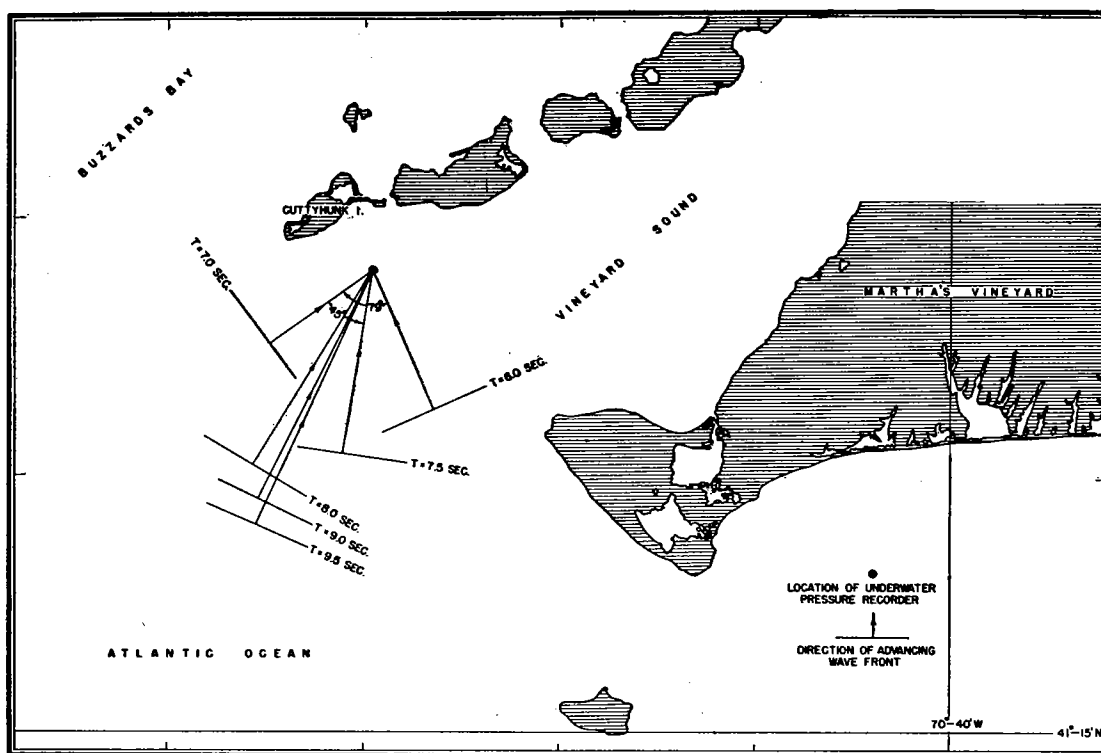 BUZZARDS BAY
CUTTYHUNK I.
VINEYARD SOUND
MARTHA'S VINEYARD
T=7.0 SEC.
45°
79°
T=6.0 SEC.
T=7.5 SEC.
T=8.0 SEC.
T=9.0 SEC.
T=9.5 SEC.
LOCATION OF UNDERWATER
PRESSURE RECORDER
DIRECTION OF ADVANCING
WAVE FRONT
ATLANTIC OCEAN
70°-40'W
41°-15'N